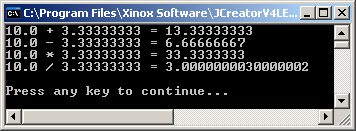 C:\Program Files\Xinox Software\JCreatorV4LE...
10.0 + 3.33333333 = 13.33333333
10.0 - 3.33333333 = 6.66666667
10.0 * 3.33333333 = 33.3333333
10.0 / 3.33333333 = 3.0000000030000002
Press any key to continue...